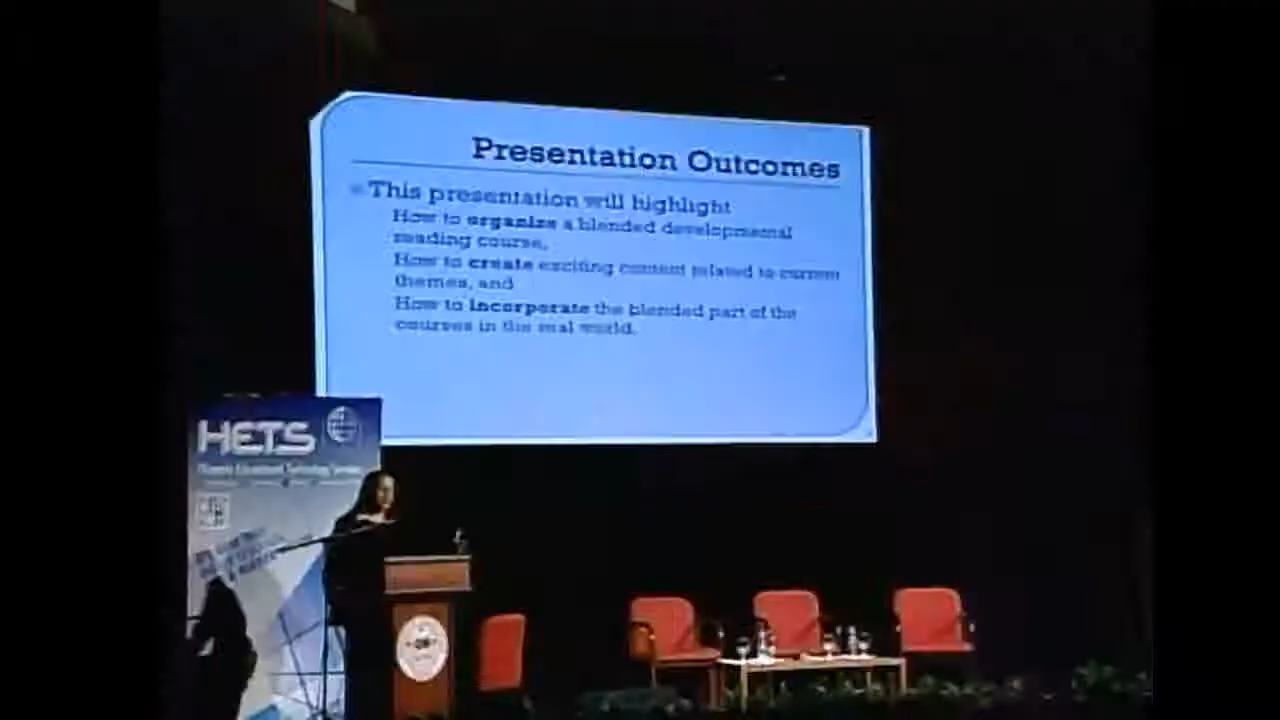 Presentation Outcomes
This presentation will highlight
How to organize a blended developmental
reading course,
How to create exciting content related to current
themes, and
How to incorporate the blended part of the
courses in the real world.
HETS